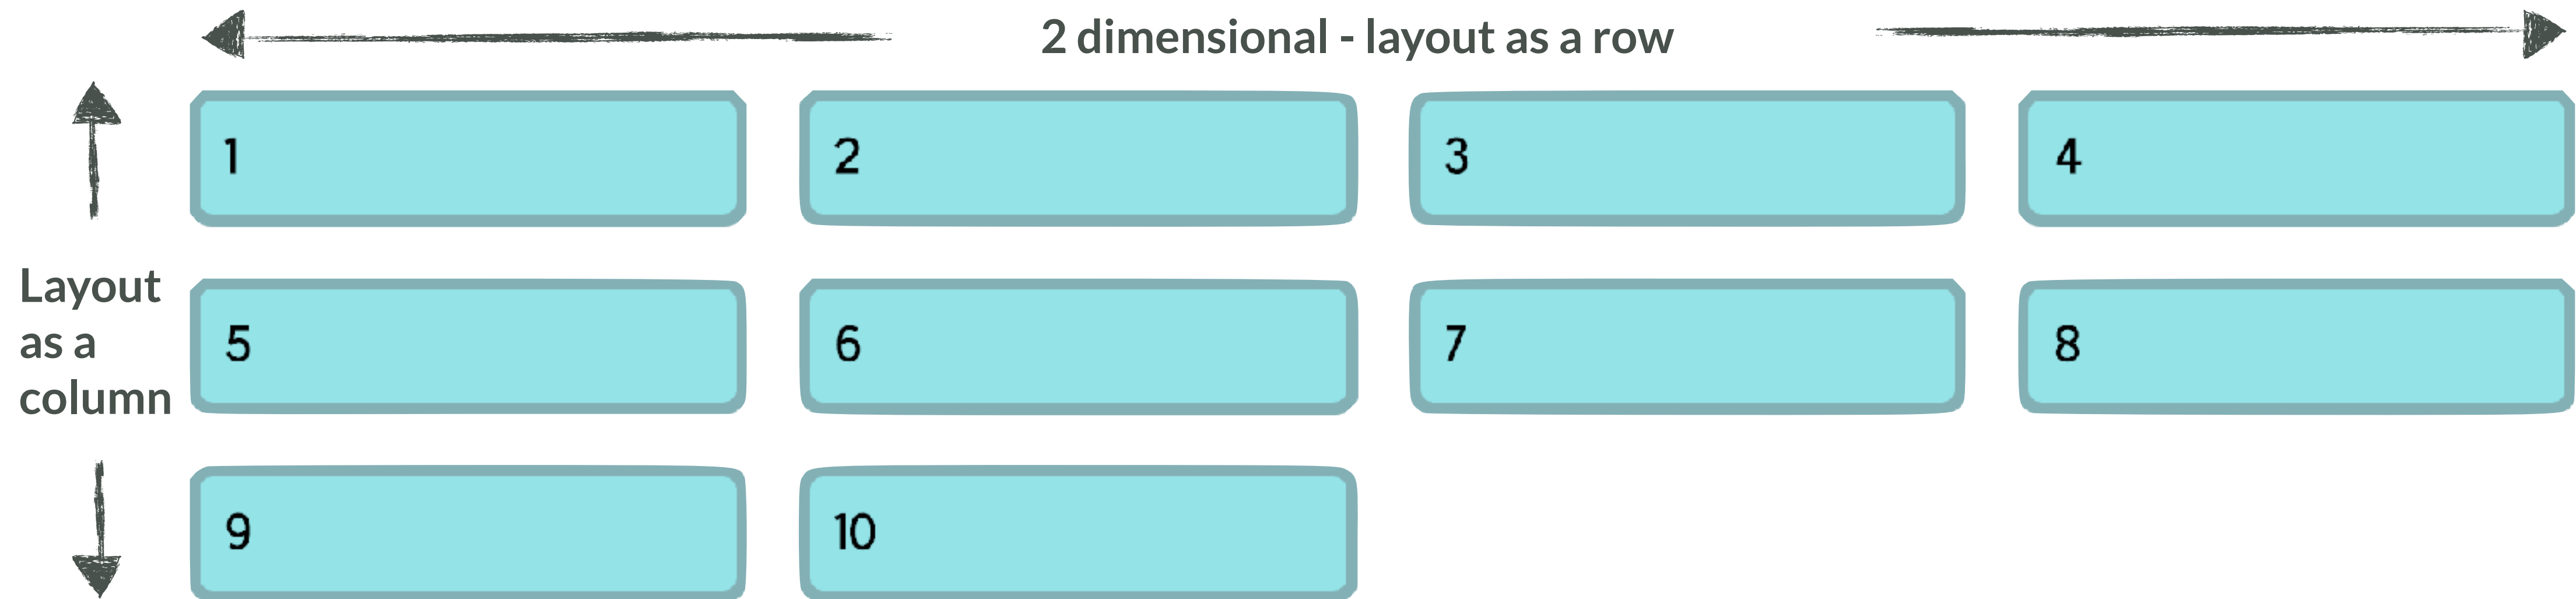 2 dimensional - layout as a row
1 2 3 4
Layout
as a
column
5 6 7 8
9 10